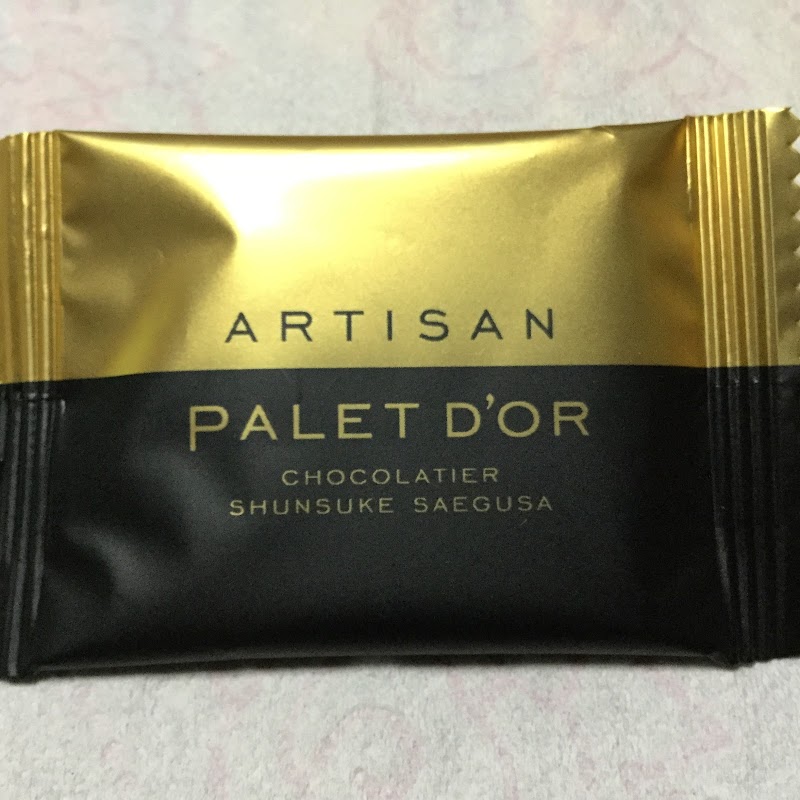 ARTISAN
PALET D'OR
CHOCOLATIER
SHUNSUKE SAEGUSA